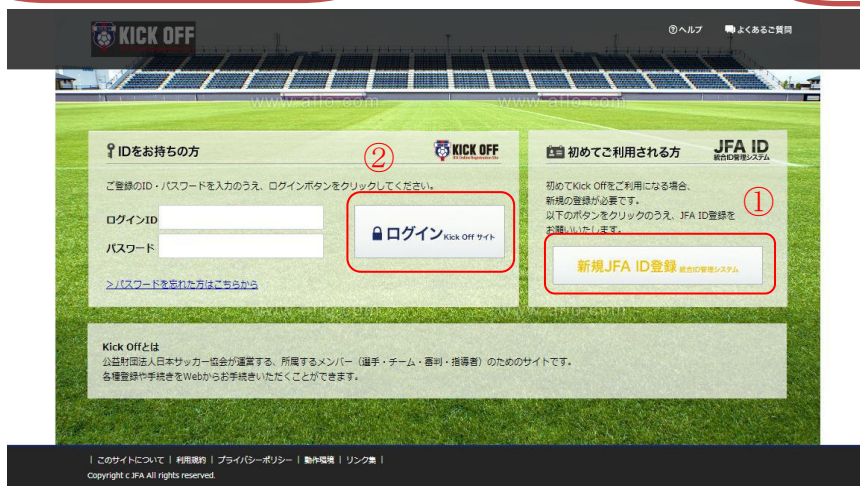 KICK OFF
ヘルプ
よくあるご質問
www.aflo.com
www.aflo.com
IDをお持ちの方
②
KICK OFF
ご登録のID・パスワードを入力のうえ、ログインボタンをクリックしてください。
ログインID
パスワード
ログイン Kick Off サイト
>パスワードを忘れた方はこちらから
初めてご利用される方
JFA ID
統合ID管理システム
初めてKick Offをご利用になる場合、
新規の登録が必要です。
以下のボタンをクリックのうえ、JFA ID登録を
お願いいたします。
①
新規JFA ID登録 統合ID管理システム
Kick Offとは
公益財団法人日本サッカー協会が運営する、所属するメンバー（選手・チーム・審判・指導者）のためのサイトです。
各種登録や手続きをWebからお手続きいただくことができます。
| このサイトについて | 利用規約 | プライバシーポリシー | 動作環境 | リンク集 |
Copyright c JFA All rights reserved.